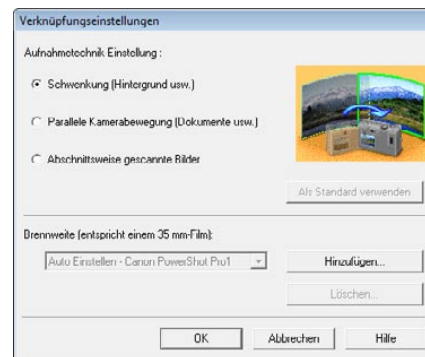 Verknüpfungseinstellungen
Aufnahmetechnik Einstellung :
Schwenkung (Hintergrund usw.)
Parallele Kamerabewegung (Dokumente usw.)
Abschnittsweise gescannte Bilder
Als Standard verwenden
Brennweite (entspricht einem 35 mm-Film):
Auto Einstellen - Canon PowerShot Pro1
Hinzufügen...
Löschen...
OK Abbrechen Hilfe